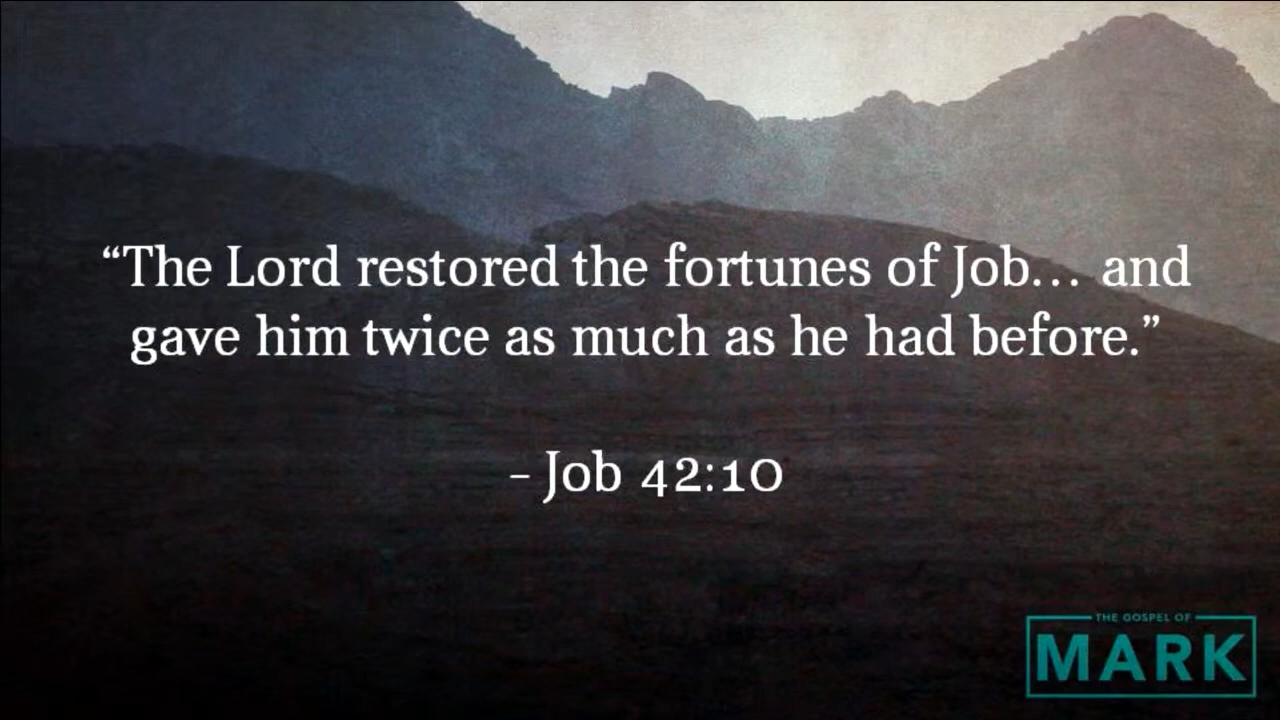 “The Lord restored the fortunes of Job… and
gave him twice as much as he had before.”
– Job 42:10
THE GOSPEL OF
MARK